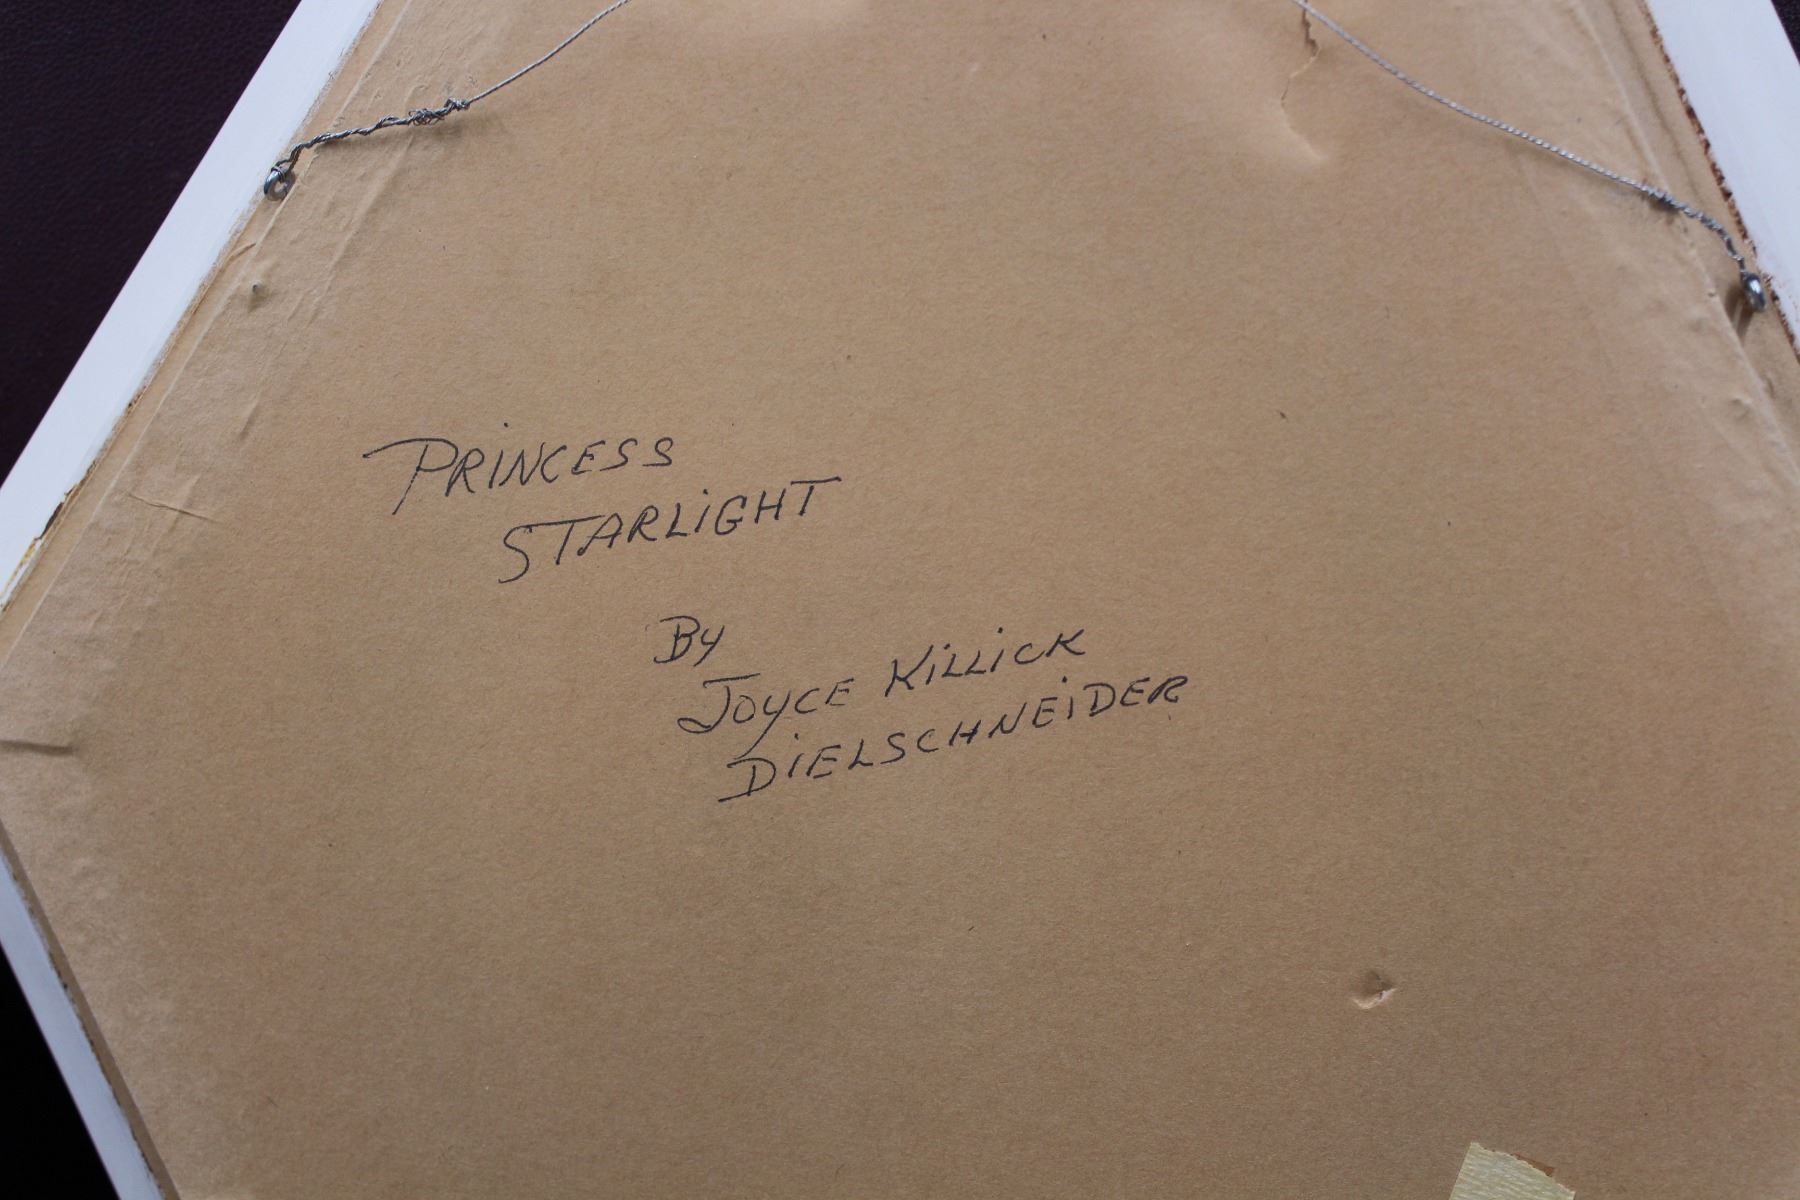 PRINCESS
STARLIGHT
By
JOYCE KILLICK
DIELSCHNEIDER